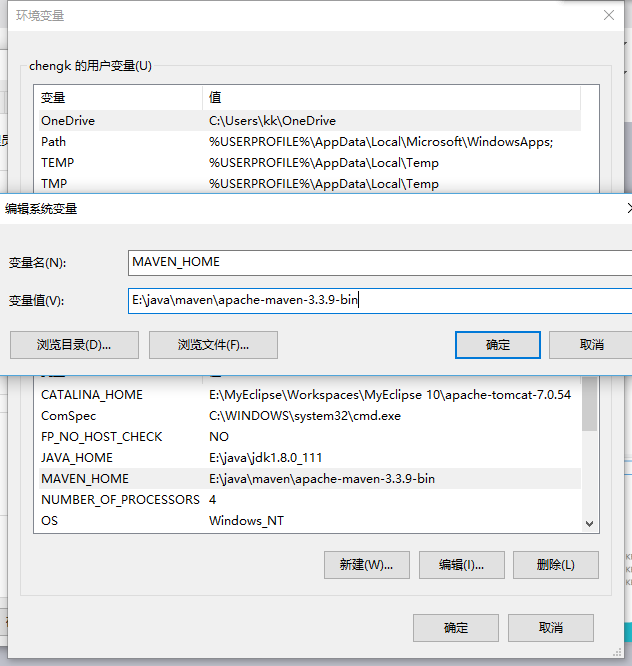 环境变量
chengk 的用户变量(U)
变量 值
OneDrive C:\Users\kk\OneDrive
Path %USERPROFILE%\AppData\Local\Microsoft\WindowsApps;
TEMP %USERPROFILE%\AppData\Local\Temp
TMP %USERPROFILE%\AppData\Local\Temp
编辑系统变量
变量名(N): MAVEN_HOME
变量值(V): E:\java\maven\apache-maven-3.3.9-bin
浏览目录(D)... 浏览文件(F)... 确定 取消
CATALINA_HOME E:\MyEclipse\Workspaces\MyEclipse 10\apache-tomcat-7.0.54
ComSpec C:\WINDOWS\system32\cmd.exe
FP_NO_HOST_CHECK NO
JAVA_HOME E:\java\jdk1.8.0_111
MAVEN_HOME E:\java\maven\apache-maven-3.3.9-bin
NUMBER_OF_PROCESSORS 4
OS Windows_NT
新建(W)... 编辑(I)... 删除(L)
确定 取消